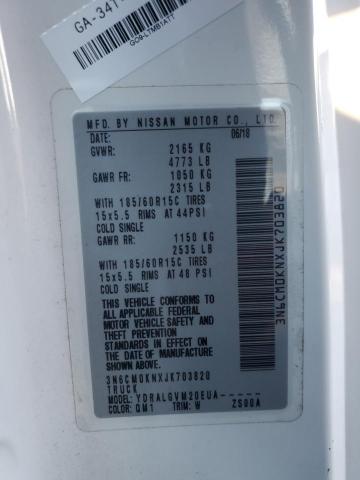 GA-341
GO9-L7MB1ATT
MFD. BY NISSAN MOTOR CO., LTD
DATE: 06/18
GVWR: 2165 KG
4773 LB
GAWR FR: 1050 KG
2315 LB
WITH 185/60R15C TIRES
15x5.5 RIMS AT 44PSI
COLD SINGLE
GAWR RR: 1150 KG
2535 LB
WITH 185/60R15C TIRES
15x5.5 RIMS AT 48 PSI
COLD SINGLE
THIS VEHICLE CONFORMS TO
ALL APPLICABLE FEDERAL
MOTOR VEHICLE SAFETY
AND THEFT PREVENTION
STANDARDS IN EFFECT ON
THE DATE OF MANUFACTURE
SHOWN ABOVE.
3N6CM0KNXJK703820
TRUCK
MODEL: YDRALGVM20EUA-----
COLOR: QM1 TRIM: W ZS00A
3N6CM0KNXJK703820